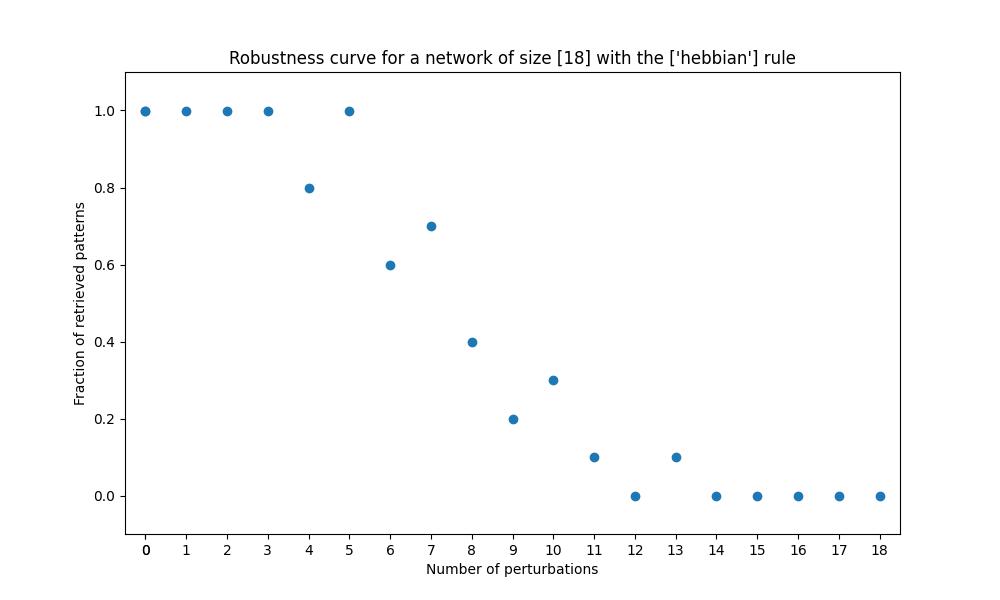 Robustness curve for a network of size [18] with the ['hebbian'] rule
Fraction of retrieved patterns
1.0
0.8
0.6
0.4
0.2
0.0
0 1 2 3 4 5 6 7 8 9 10 11 12 13 14 15 16 17 18
Number of perturbations